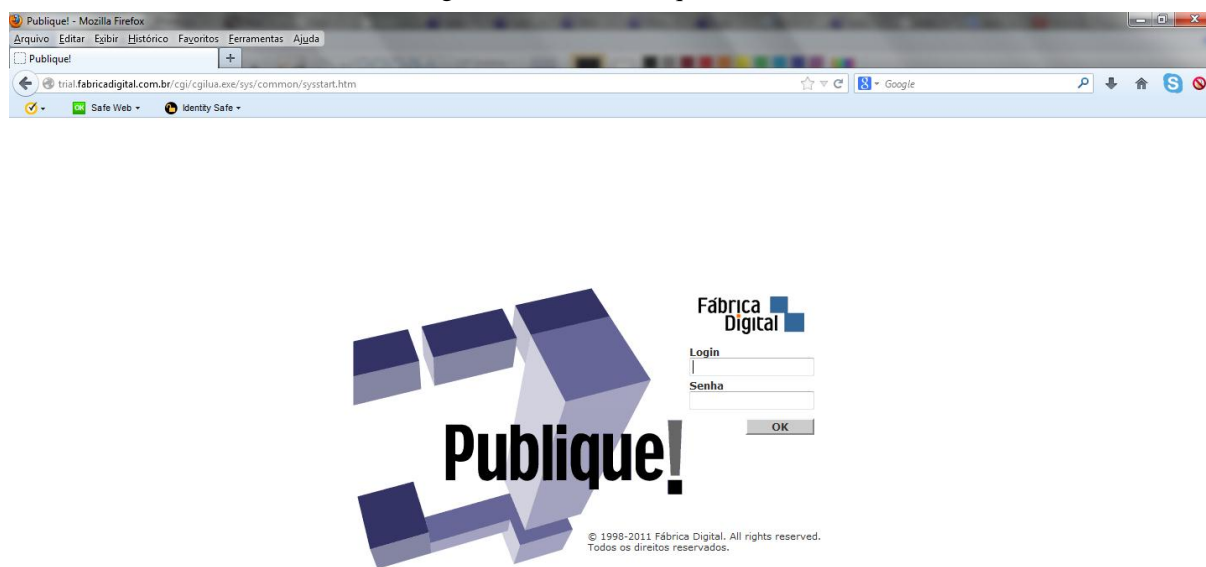 Publique! - Mozilla Firefox
Arquivo Editar Exibir Histórico Favoritos Ferramentas Ajuda
Publique! +
trial.fabricadigital.com.br/cgi/cgilua.exe/sys/common/sysstart.htm Google
OK Safe Web Identity Safe
Fábrica
Digital
Login
Senha
OK
Publique!
© 1998-2011 Fábrica Digital. All rights reserved.
Todos os direitos reservados.